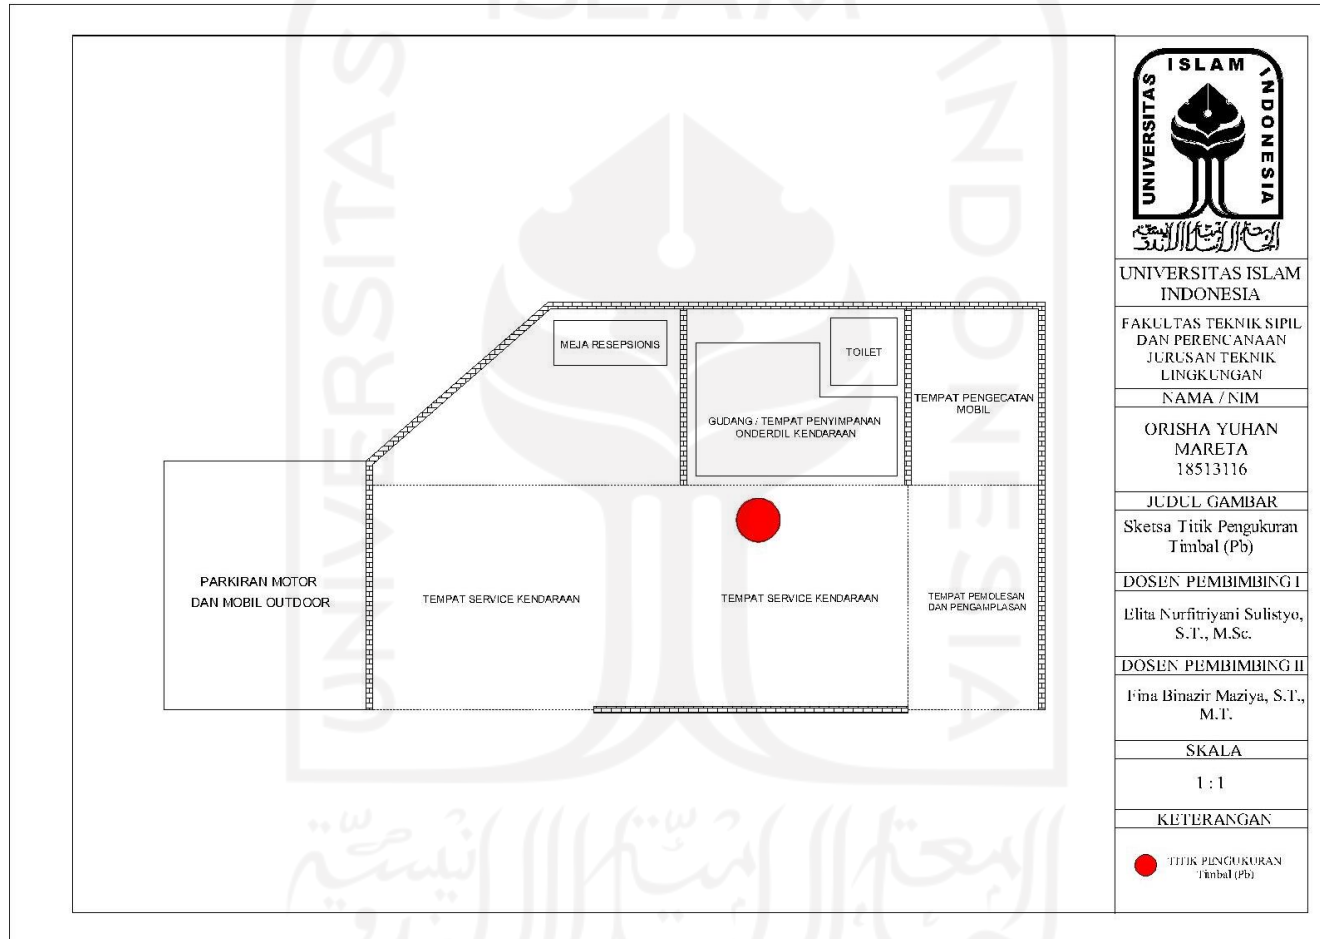 MEJA RESEPSIONIS
TOILET
TEMPAT PENGECATAN
MOBIL
GUDANG / TEMPAT PENYIMPANAN
ONDERDIL KENDARAAN
PARKIRAN MOTOR
DAN MOBIL OUTDOOR
TEMPAT SERVICE KENDARAAN
TEMPAT SERVICE KENDARAAN
TEMPAT PEMOLESAN
DAN PENGAMPLASAN
UNIVERSITAS
ISLAM
INDONESIA
UNIVERSITAS ISLAM
INDONESIA
FAKULTAS TEKNIK SIPIL
DAN PERENCANAAN
JURUSAN TEKNIK
LINGKUNGAN
NAMA / NIM
ORISHA YUHAN
MARETA
18513116
JUDUL GAMBAR
Sketsa Titik Pengukuran
Timbal (Pb)
DOSEN PEMBIMBING I
Elita Nurfitriyani Sulistyo,
S.T., M.Sc.
DOSEN PEMBIMBING II
Fina Binazir Maziya, S.T.,
M.T.
SKALA
1 : 1
KETERANGAN
TITIK PENGUKURAN
Timbal (Pb)
UNIVERSITAS
ISLAM
INDONESIA